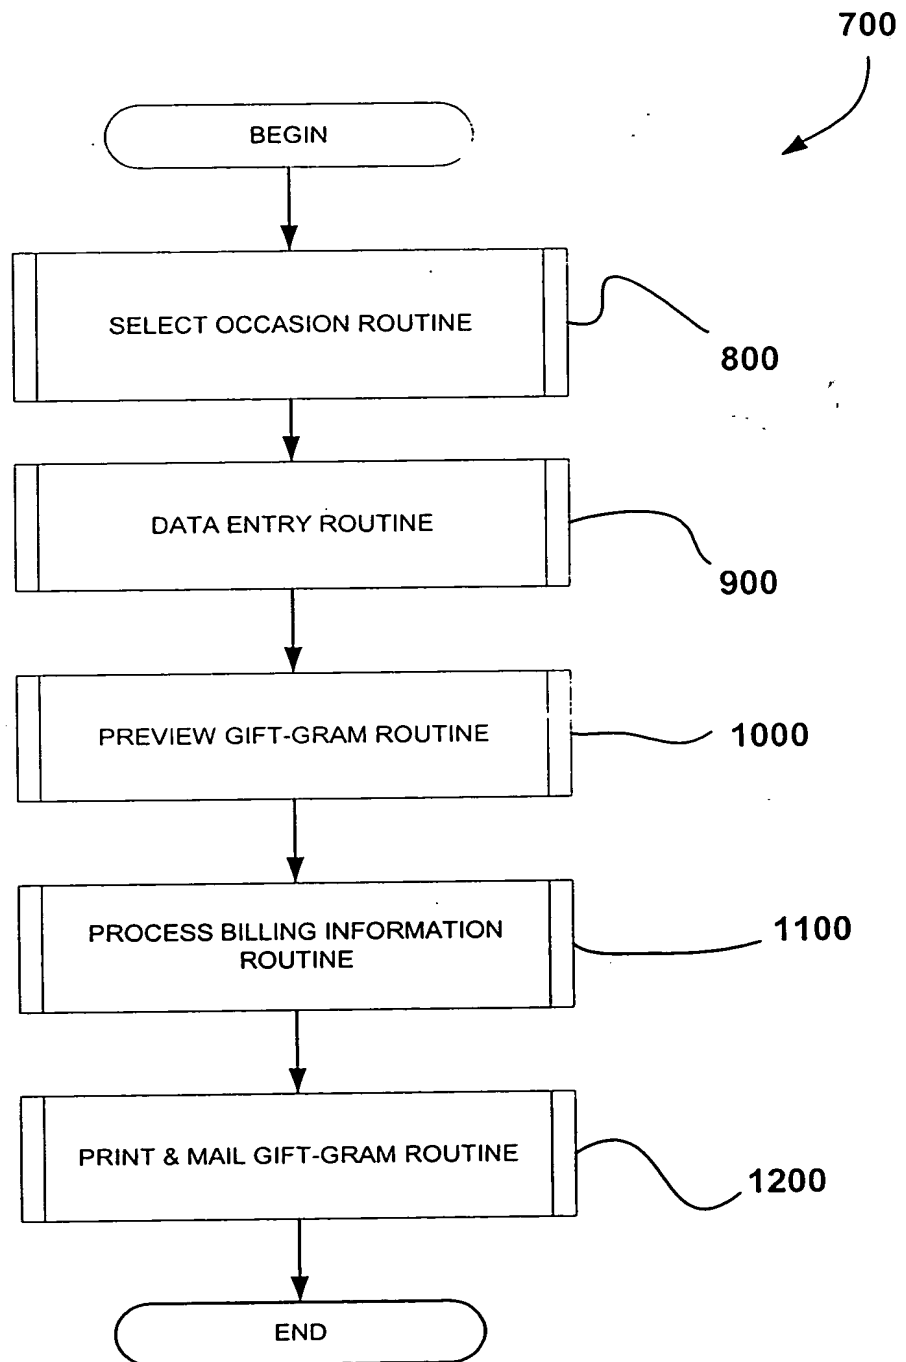 700
BEGIN
SELECT OCCASION ROUTINE
800
DATA ENTRY ROUTINE
900
PREVIEW GIFT-GRAM ROUTINE
1000
PROCESS BILLING INFORMATION
ROUTINE
1100
PRINT & MAIL GIFT-GRAM ROUTINE
1200
END